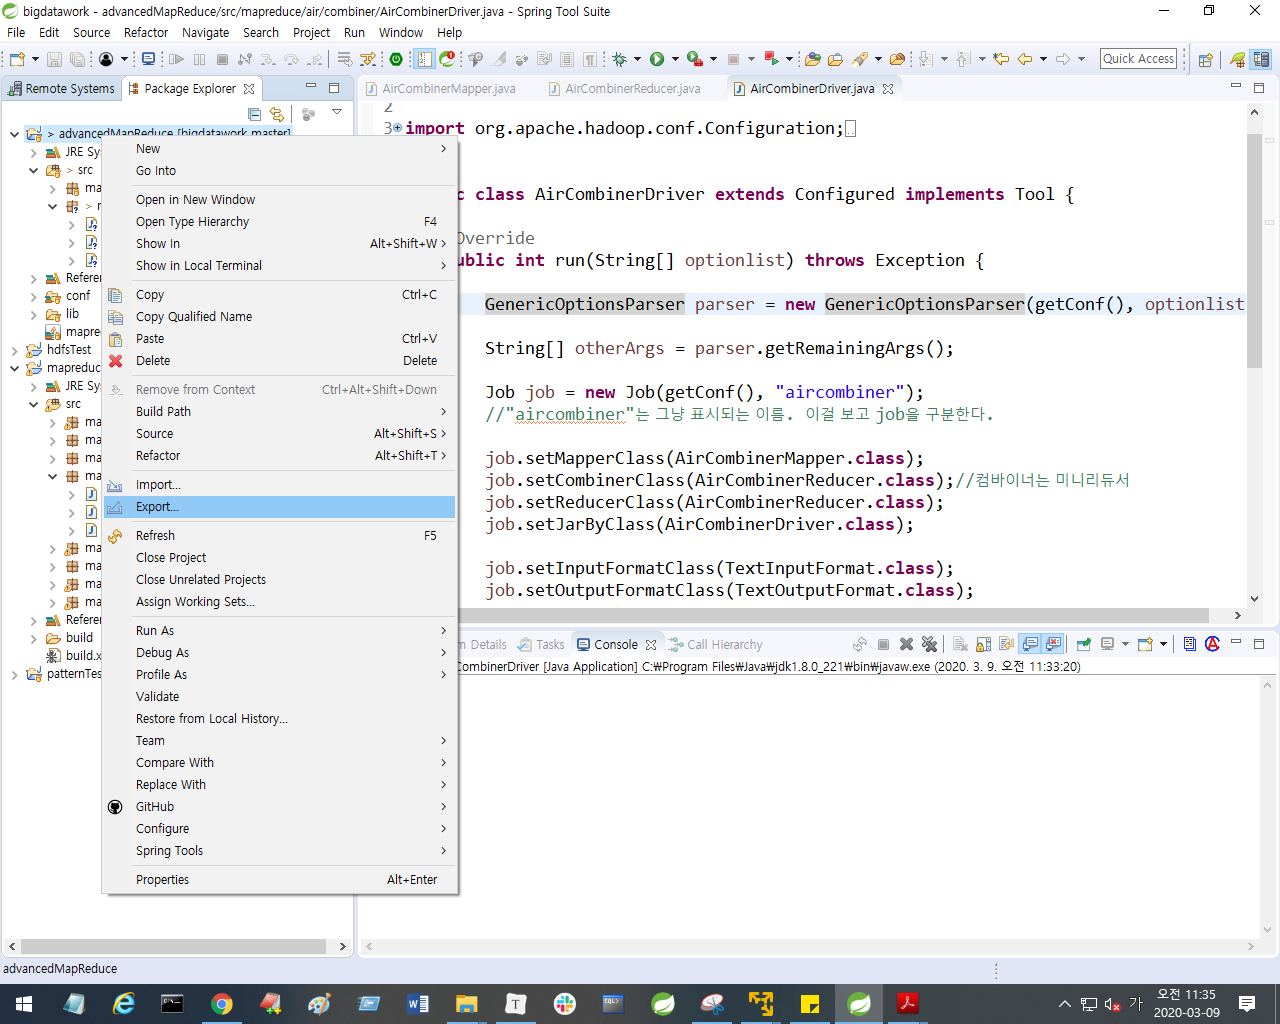 bigdatawork - advancedMapReduce/src/mapreduce/air/combiner/AirCombinerDriver.java - Spring Tool Suite
File Edit Source Refactor Navigate Search Project Run Window Help
Quick Access
Remote Systems Package Explorer
AirCombinerMapper.java AirCombinerReducer.java AirCombinerDriver.java
> advancedMapReduce [bigdatawork master]
JRE Sy
> src
ma
> m
Refere
conf
lib
mapre
hdfsTest
mapreduc
JRE Sy
src
ma
ma
ma
ma
ma
ma
ma
ma
Refere
build
build.x
patternTes
New
Go Into
Open in New Window
Open Type Hierarchy F4
Show In Alt+Shift+W
Show in Local Terminal
Copy Ctrl+C
Copy Qualified Name
Paste Ctrl+V
Delete Delete
Remove from Context Ctrl+Alt+Shift+Down
Build Path
Source Alt+Shift+S
Refactor Alt+Shift+T
Import...
Export...
Refresh F5
Close Project
Close Unrelated Projects
Assign Working Sets...
Run As
Debug As
Profile As
Validate
Restore from Local History...
Team
Compare With
Replace With
GitHub
Configure
Spring Tools
Properties Alt+Enter
2
3 import org.apache.hadoop.conf.Configuration;
c class AirCombinerDriver extends Configured implements Tool {
Override
ublic int run(String[] optionlist) throws Exception {
GenericOptionsParser parser = new GenericOptionsParser(getConf(), optionlist
String[] otherArgs = parser.getRemainingArgs();
Job job = new Job(getConf(), "aircombiner");
//"aircombiner"는 그냥 표시되는 이름. 이걸 보고 job을 구분한다.
job.setMapperClass(AirCombinerMapper.class);
job.setCombinerClass(AirCombinerReducer.class);//컴바이너는 미니리듀서
job.setReducerClass(AirCombinerReducer.class);
job.setJarByClass(AirCombinerDriver.class);
job.setInputFormatClass(TextInputFormat.class);
job.setOutputFormatClass(TextOutputFormat.class);
m Details Tasks Console Call Hierarchy
CombinerDriver [Java Application] C:₩Program Files₩Java₩jdk1.8.0_221₩bin₩javaw.exe (2020. 3. 9. 오전 11:33:20)
advancedMapReduce
가
오전 11:35
2020-03-09